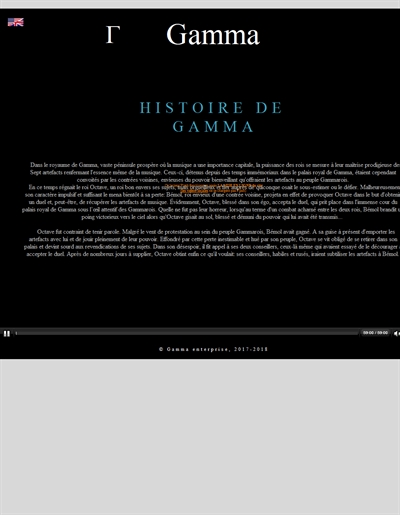 Γ Gamma
HISTOIRE DE
GAMMA
Dans le royaume de Gamma, vaste péninsule prospère où la musique a une importance capitale, la puissance des rois se mesure à leur maîtrise prodigieuse de
Sept artefacts renfermant l'essence même de la musique. Ceux-ci, détenus depuis des temps immémoriaux dans le palais royal de Gamma, étaient cependant
convoités par les contrées voisines, envieuses du pouvoir bienveillant qu'offraient les artefacts au peuple Gammarois.
En ce temps régnait le roi Octave, un roi bon envers ses sujets, mais
quiconque osait le sous-estimer ou le défier. Malheureusement
son caractère impulsif et suffisant le mena bientôt à sa perte: Bémol, roi envieux d'une contrée voisine, projeta en effet de provoquer Octave dans le but d'obtenir
un duel et, peut-être, de récupérer les artefacts de musique. Évidemment, Octave, blessé dans son égo, accepta le duel, qui prit place dans l'immense cour du
palais royal de Gamma sous l'œil attentif des Gammarois. Quelle ne fut pas leur horreur, lorsqu'au terme d'un combat acharné entre les deux rois, Bémol brandit un
poing victorieux vers le ciel alors qu'Octave gisait au sol, blessé et démuni du pouvoir qui lui avait été transmis...
Octave fut contraint de tenir parole. Malgré le vent de protestation au sein du peuple Gammarois, Bémol avait gagné. A sa guise à présent d'emporter les
artefacts avec lui et de jouir pleinement de leur pouvoir. Effondré par cette perte inestimable et hué par son peuple, Octave se vit obligé de se retirer dans son
palais et devint sourd aux revendications de ses sujets. Dans son désespoir, il fit appel à ses deux conseillers, ceux-là même qui avaient essayé de le décourager
accepter le duel. Après de nombreux jours à supplier, Octave obtint enfin ce qu'il voulait: ses conseillers, habiles et rusés, iraient subtiliser les artefacts à Bémol
00:00 / 00:00
© Gamma enterprise, 2017-2018